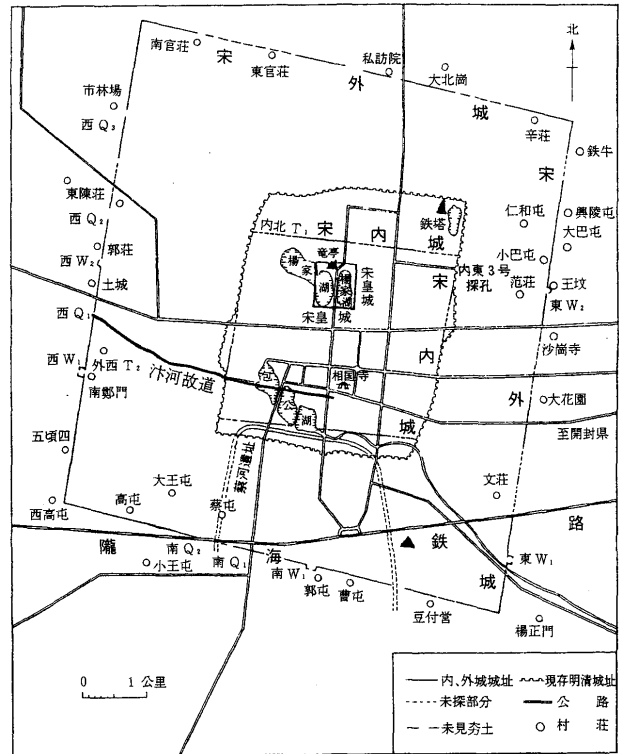 北
南官荘
宋
東官荘
私訪院
大北崗
外
城
市林場
西Q₃
辛荘
宋
鉄牛
東陳荘
西Q₂
鉄塔
仁和屯
興陵屯
大巴屯
郭荘
西W₂
内北T₁
宋
内
城
竜亭
楊
家
湖
宋皇城
宋
内東3号
探孔
小巴屯
范荘
王坟
東W₂
土城
宋皇城
西Q₁
沙崗寺
内
西W₁
外西T₂
汴河故道
南鄭門
包
公
湖
相国寺
外
大花園
城
至開封県
五頃四
蔡河遺址
文荘
大王屯
高屯
西高屯
蔡屯
路
隴
海
鉄
南Q₂
小王屯
南Q₁
南W₁
郭屯
曹屯
城
東W₁
豆付営
楊正門
0 1公里
内、外城城址
現存明清城址
未探部分
公路
未見夯土
村荘